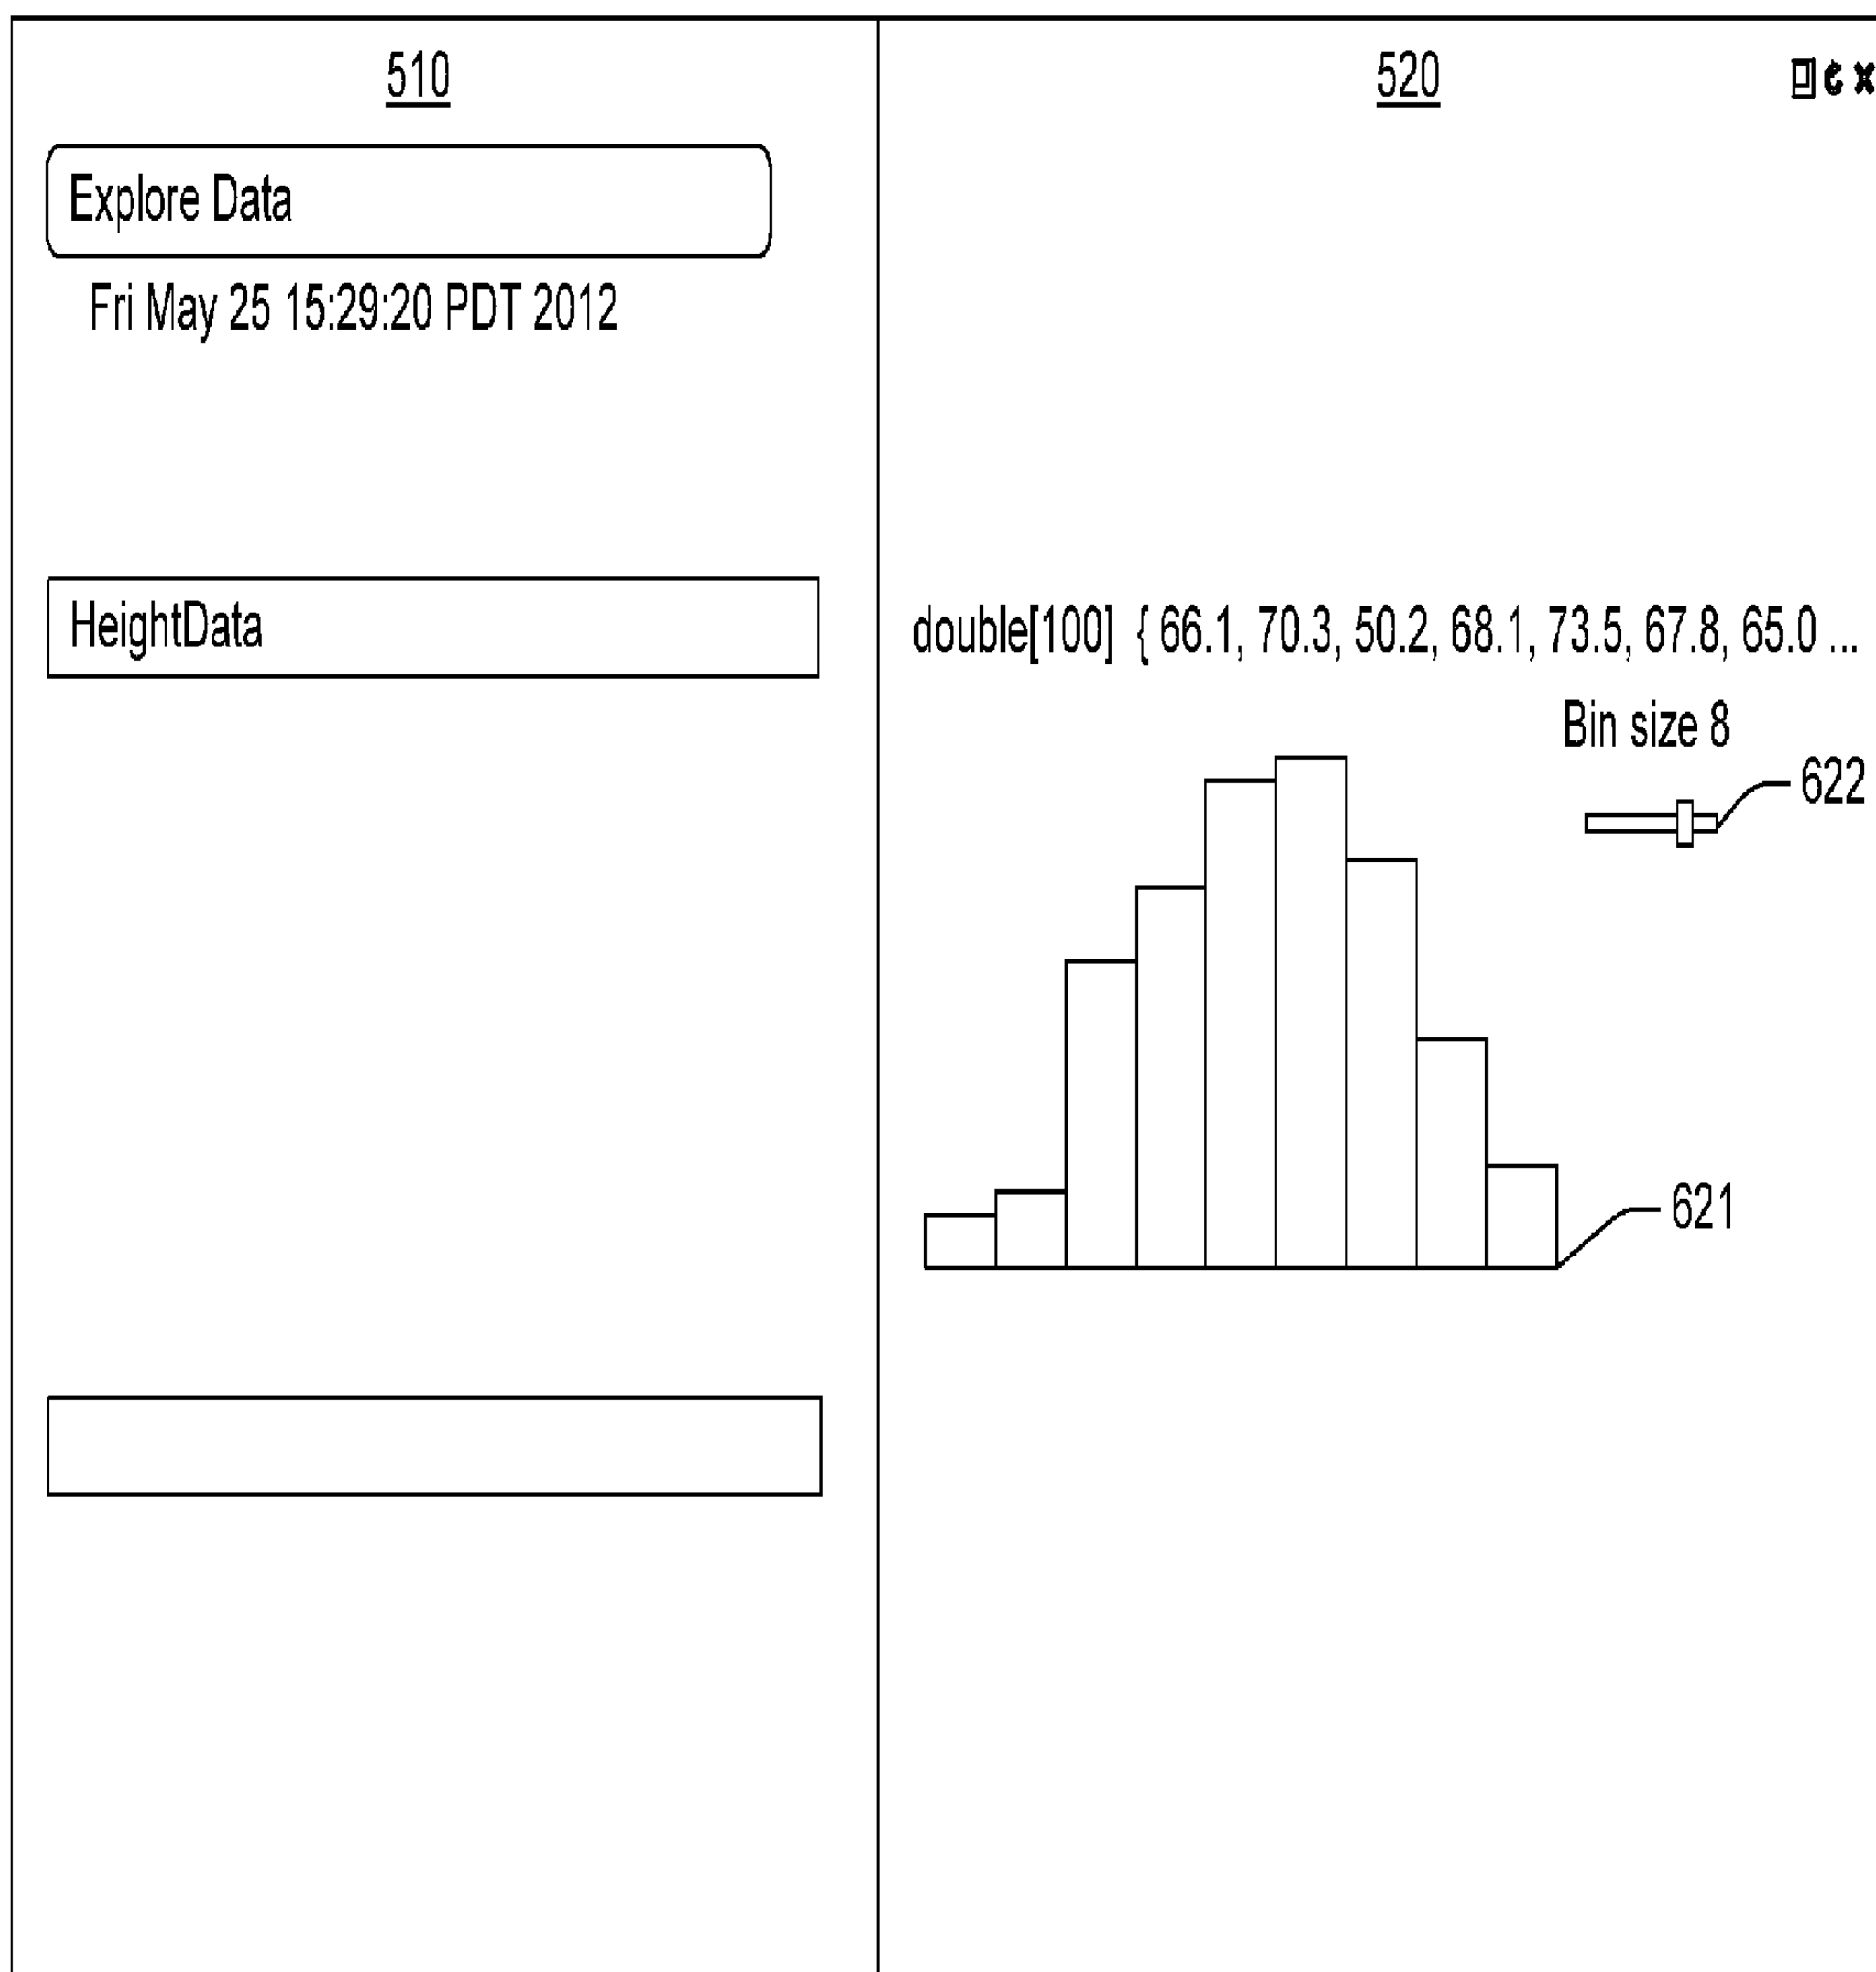 510
520
Explore Data
Fri May 25 15:29:20 PDT 2012
HeightData
double[100] { 66.1, 70.3, 50.2, 68.1, 73.5, 67.8, 65.0 ...
Bin size 8
622
621